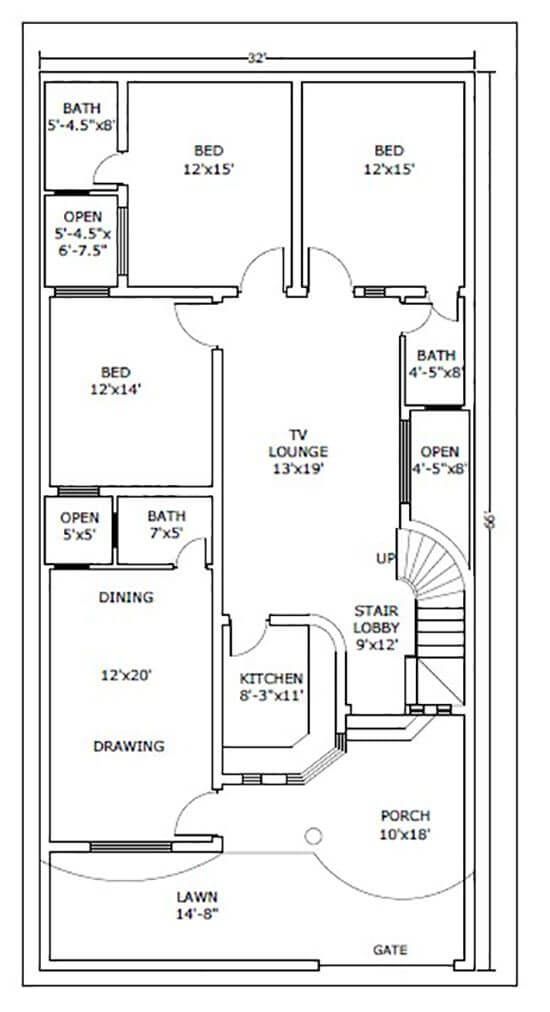 32'
BATH
5'-4.5"x8'
BED
12'x15'
BED
12'x15'
OPEN
5'-4.5"x
6'-7.5"
BED
12'x14'
BATH
4'-5"x8'
TV
LOUNGE
13'x19'
OPEN
4'-5"x8'
66'
OPEN
5'x5'
BATH
7'x5'
UP
DINING
STAIR
LOBBY
9'x12'
12'x20'
KITCHEN
8'-3"x11'
DRAWING
PORCH
10'x18'
LAWN
14'-8"
GATE